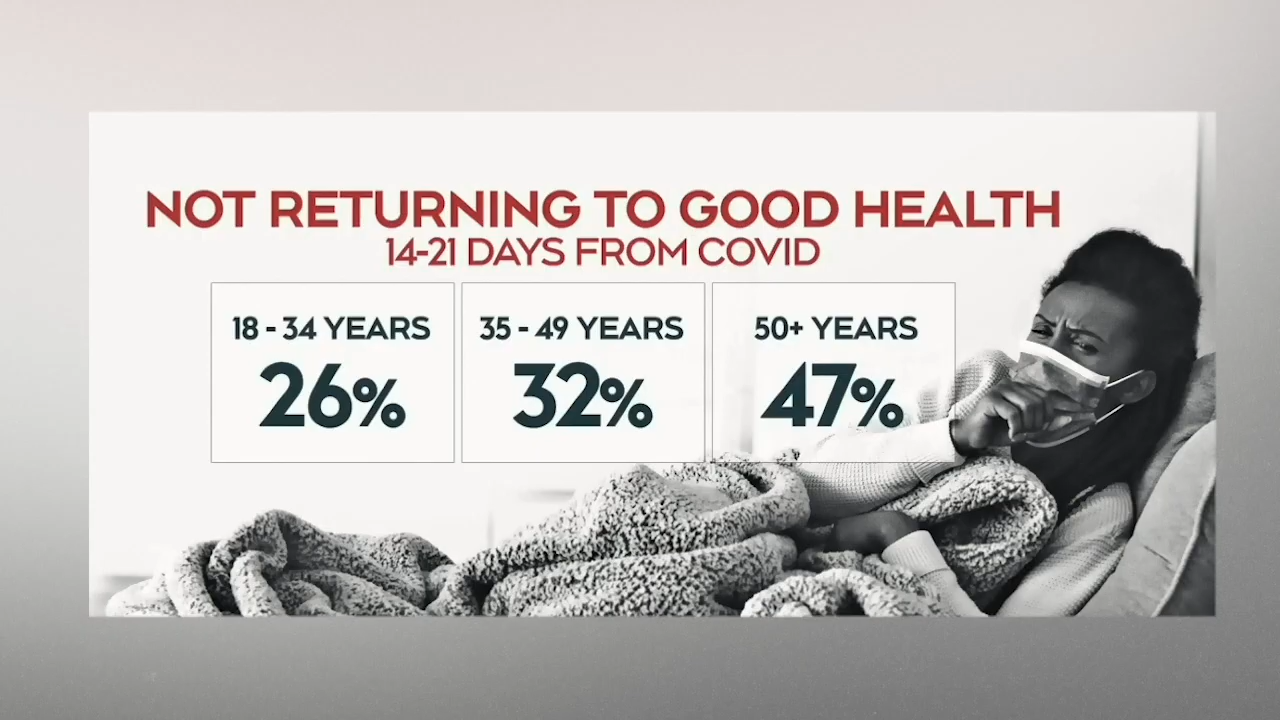 NOT RETURNING TO GOOD HEALTH
14-21 DAYS FROM COVID
18 - 34 YEARS
26%
35 - 49 YEARS
32%
50+ YEARS
47%